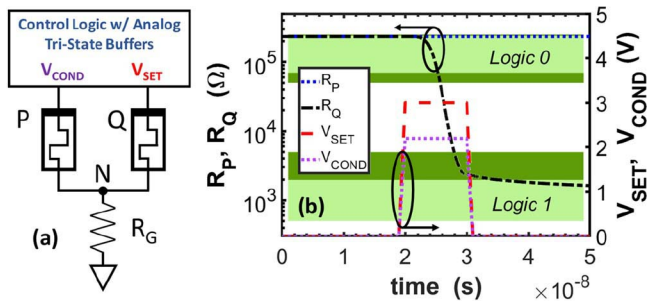 Control Logic w/ Analog
Tri-State Buffers
V_COND V_SET
P Q
N
R_G
(a)
R_P, R_Q (Ω)
10^5
10^4
10^3
(b)
Logic 0
R_P
R_Q
V_SET
V_COND
Logic 1
5
4
3
2
1
0
V_SET, V_COND (V)
0 1 2 3 4 5
time (s) ×10^-8